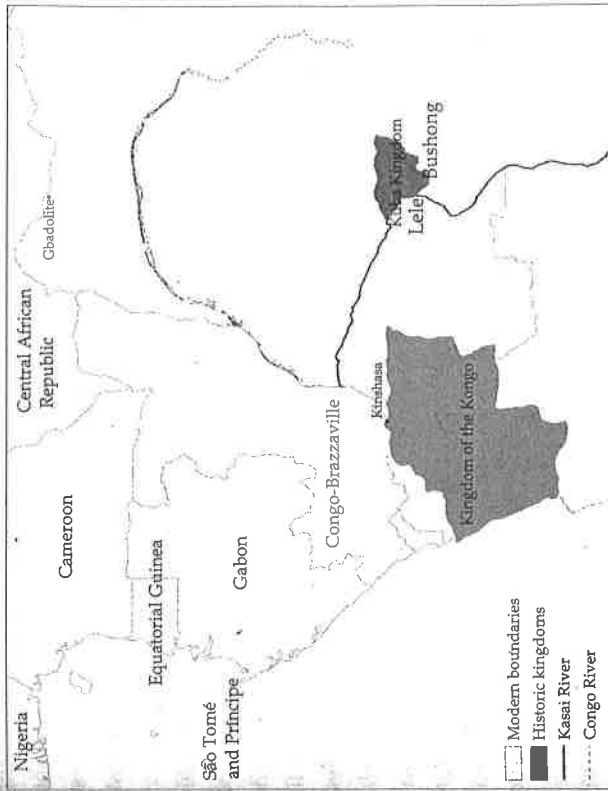 Nigeria
Cameroon
Central African
Republic
Gbadolite
Equatorial Guinea
São Tomé
and Príncipe
Gabon
Congo-Brazzaville
Kinshasa
Kingdom of the Kongo
Kuba Kingdom
Lele
Bushong
Modern boundaries
Historic kingdoms
Kasai River
Congo River